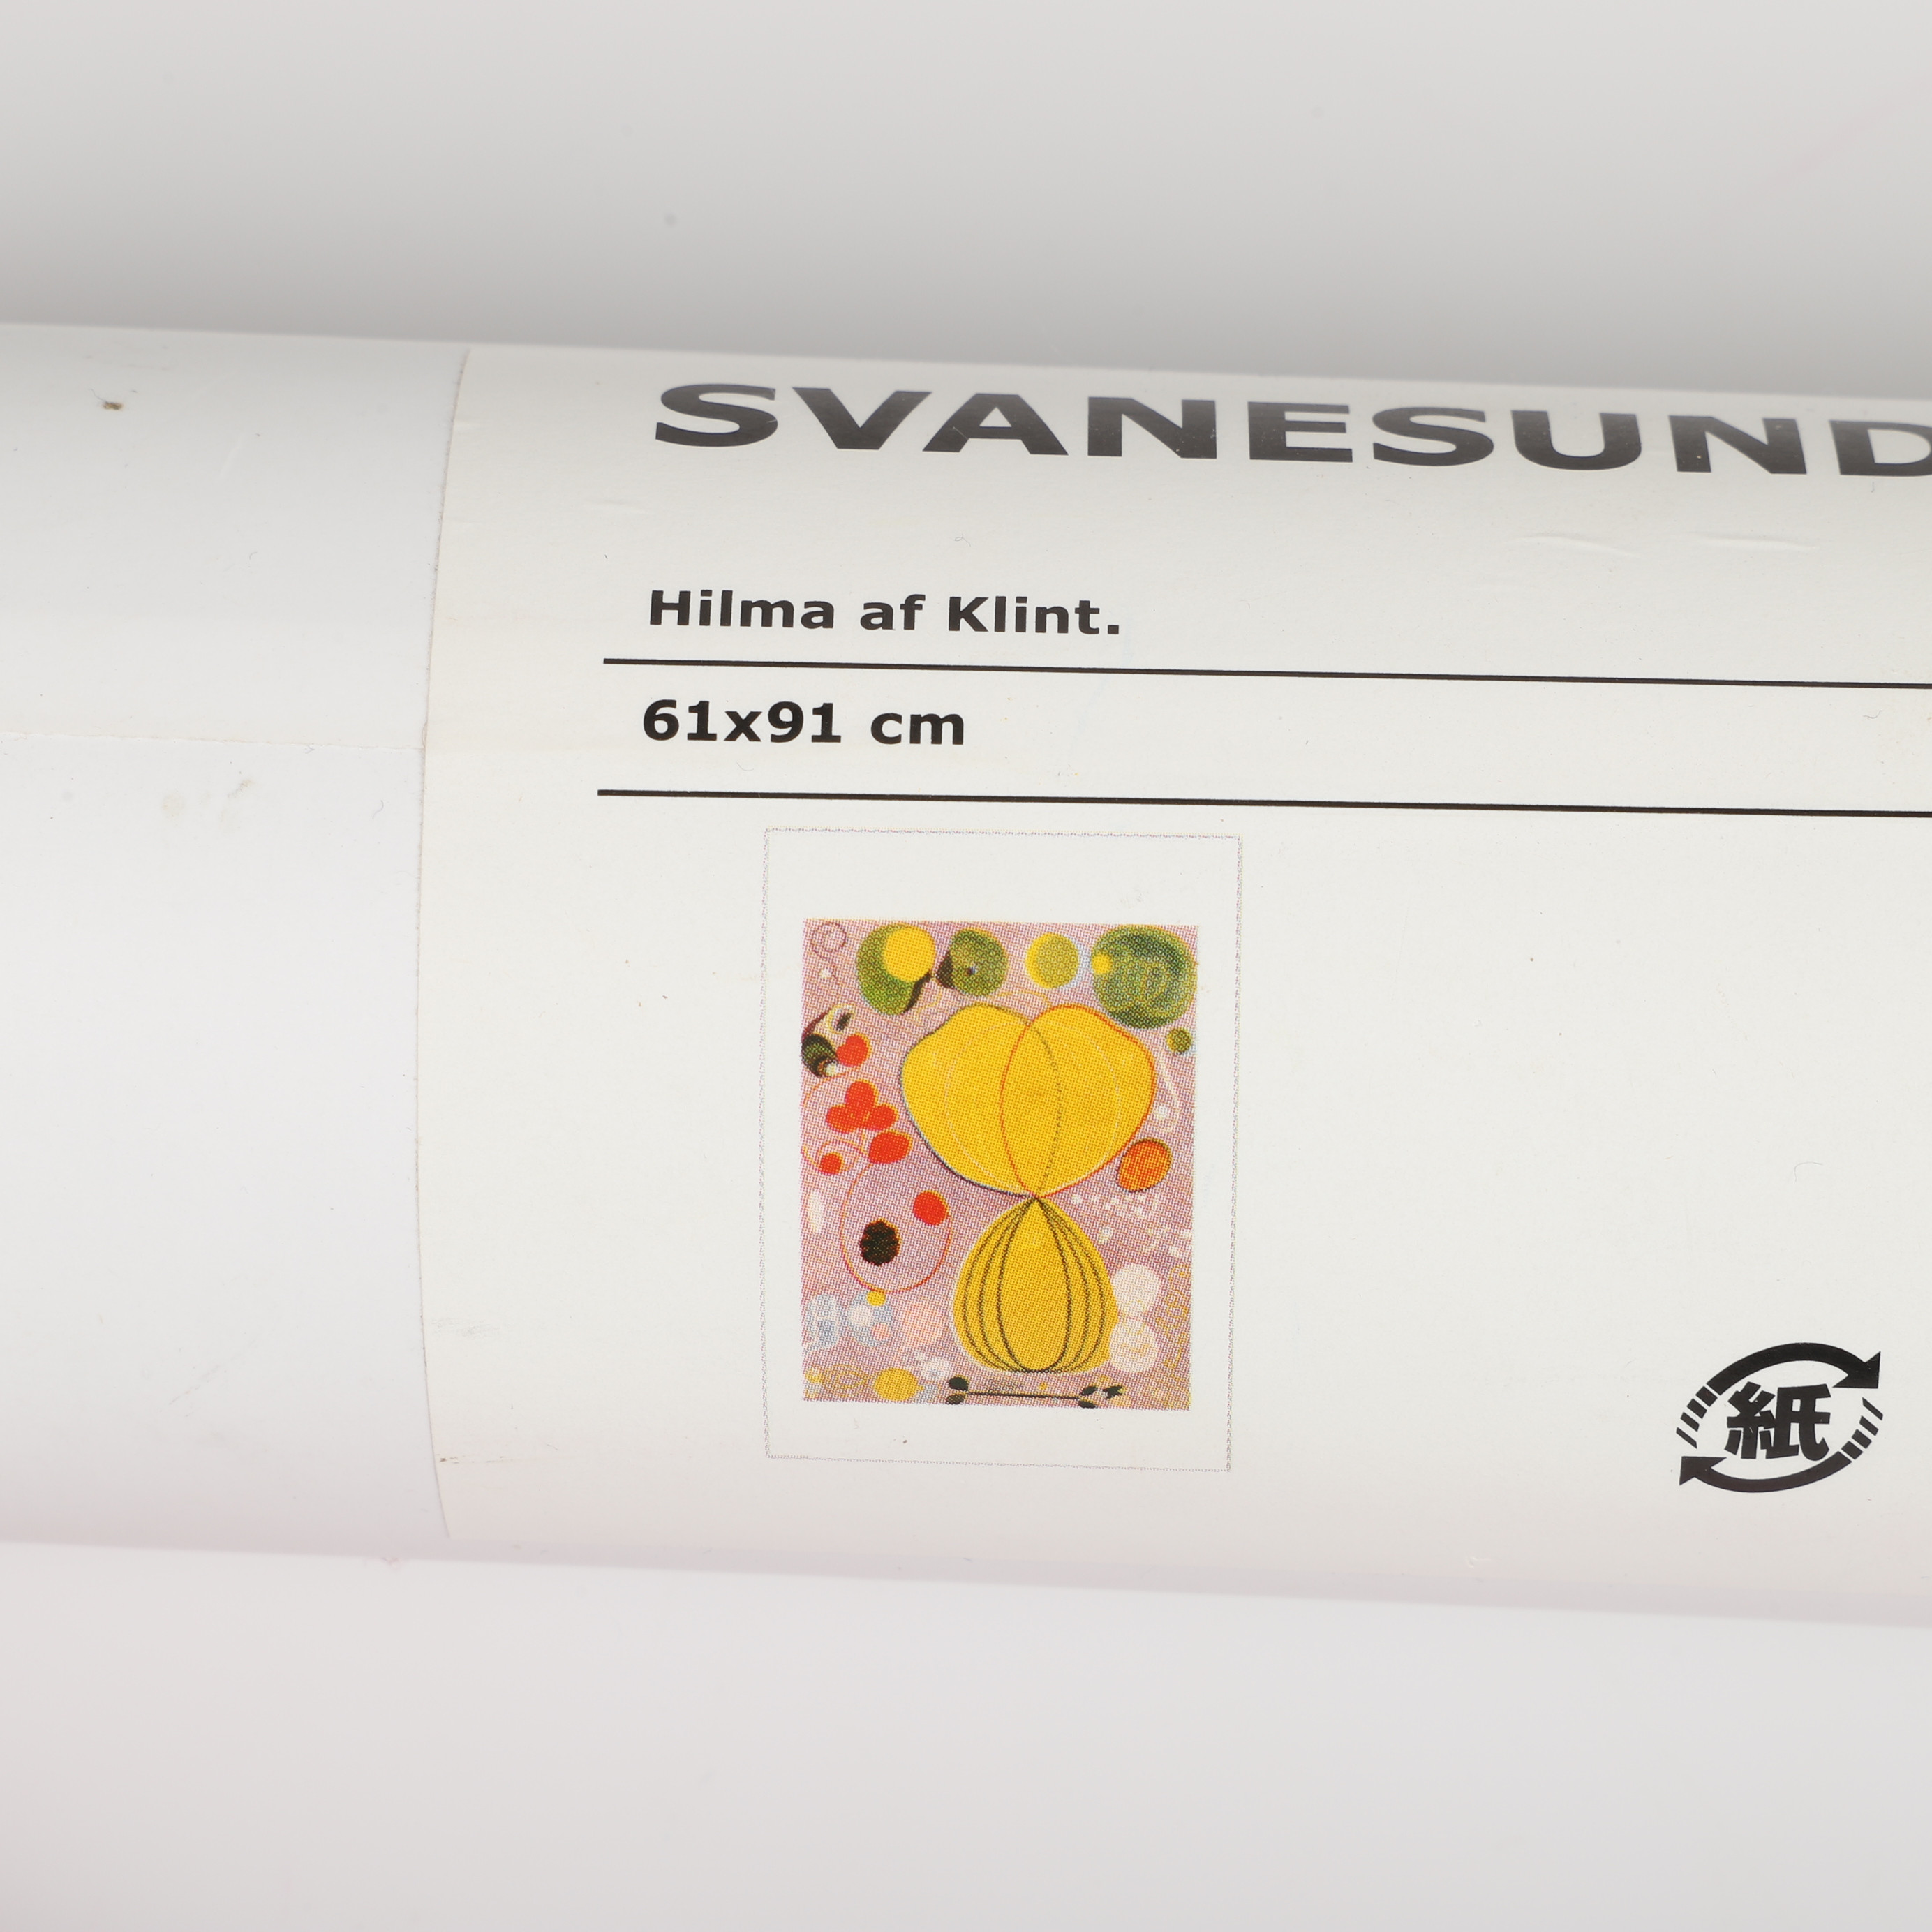 SVANESUND
Hilma af Klint.
61x91 cm
紙